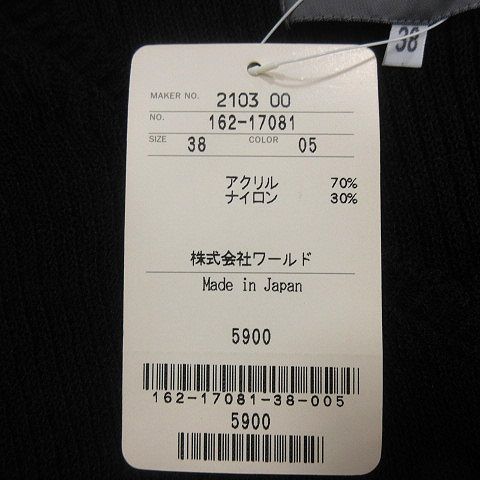 38
MAKER NO. 2103 00
NO. 162-17081
SIZE 38 COLOR 05
アクリル 70%
ナイロン 30%
株式会社ワールド
Made in Japan
5900
162-17081-38-005
5900